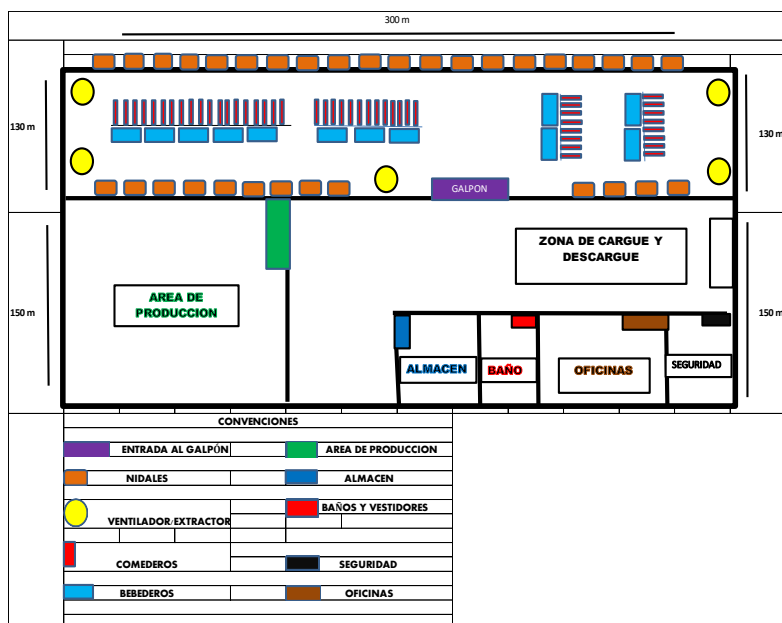 300 m
130 m
130 m
GALPON
ZONA DE CARGUE Y
DESCARGUE
AREA DE
PRODUCCION
150 m
150 m
ALMACEN
BAÑO
OFICINAS
SEGURIDAD
CONVENCIONES
ENTRADA AL GALPÓN
AREA DE PRODUCCION
NIDALES
ALMACEN
VENTILADOR/EXTRACTOR
BAÑOS Y VESTIDORES
COMEDEROS
SEGURIDAD
BEBEDEROS
OFICINAS